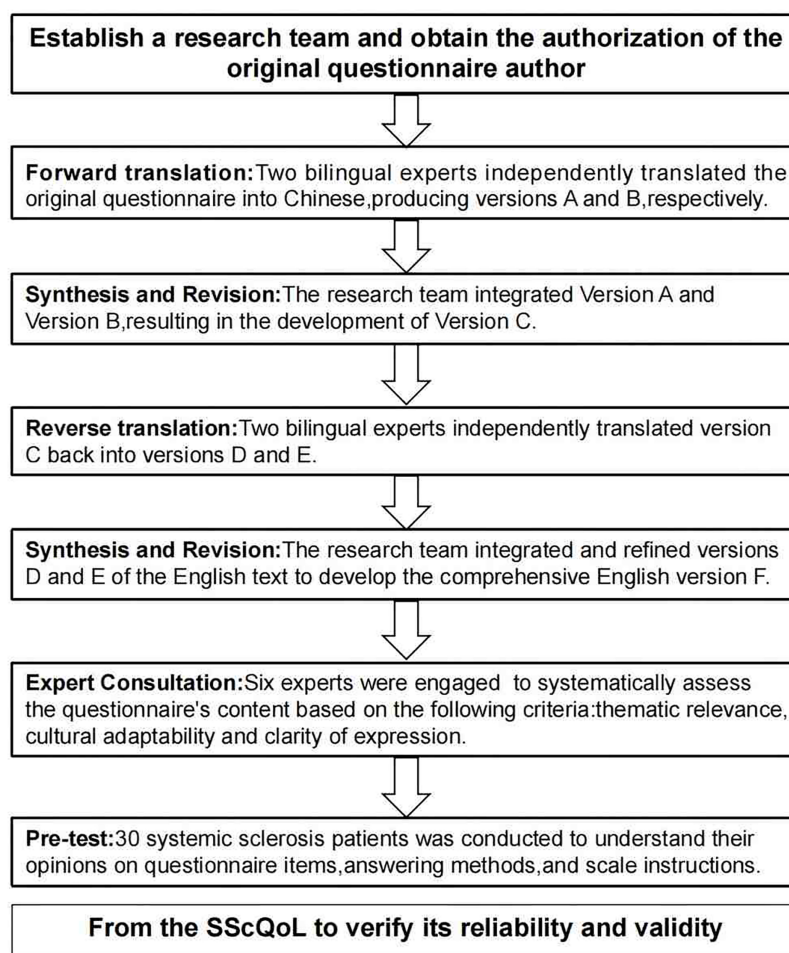 Establish a research team and obtain the authorization of the
original questionnaire author
Forward translation:Two bilingual experts independently translated the
original questionnaire into Chinese,producing versions A and B,respectively.
Synthesis and Revision:The research team integrated Version A and
Version B,resulting in the development of Version C.
Reverse translation:Two bilingual experts independently translated version
C back into versions D and E.
Synthesis and Revision:The research team integrated and refined versions
D and E of the English text to develop the comprehensive English version F.
Expert Consultation:Six experts were engaged  to systematically assess
the questionnaire's content based on the following criteria:thematic relevance,
cultural adaptability and clarity of expression.
Pre-test:30 systemic sclerosis patients was conducted to understand their
opinions on questionnaire items,answering methods,and scale instructions.
From the SScQoL to verify its reliability and validity